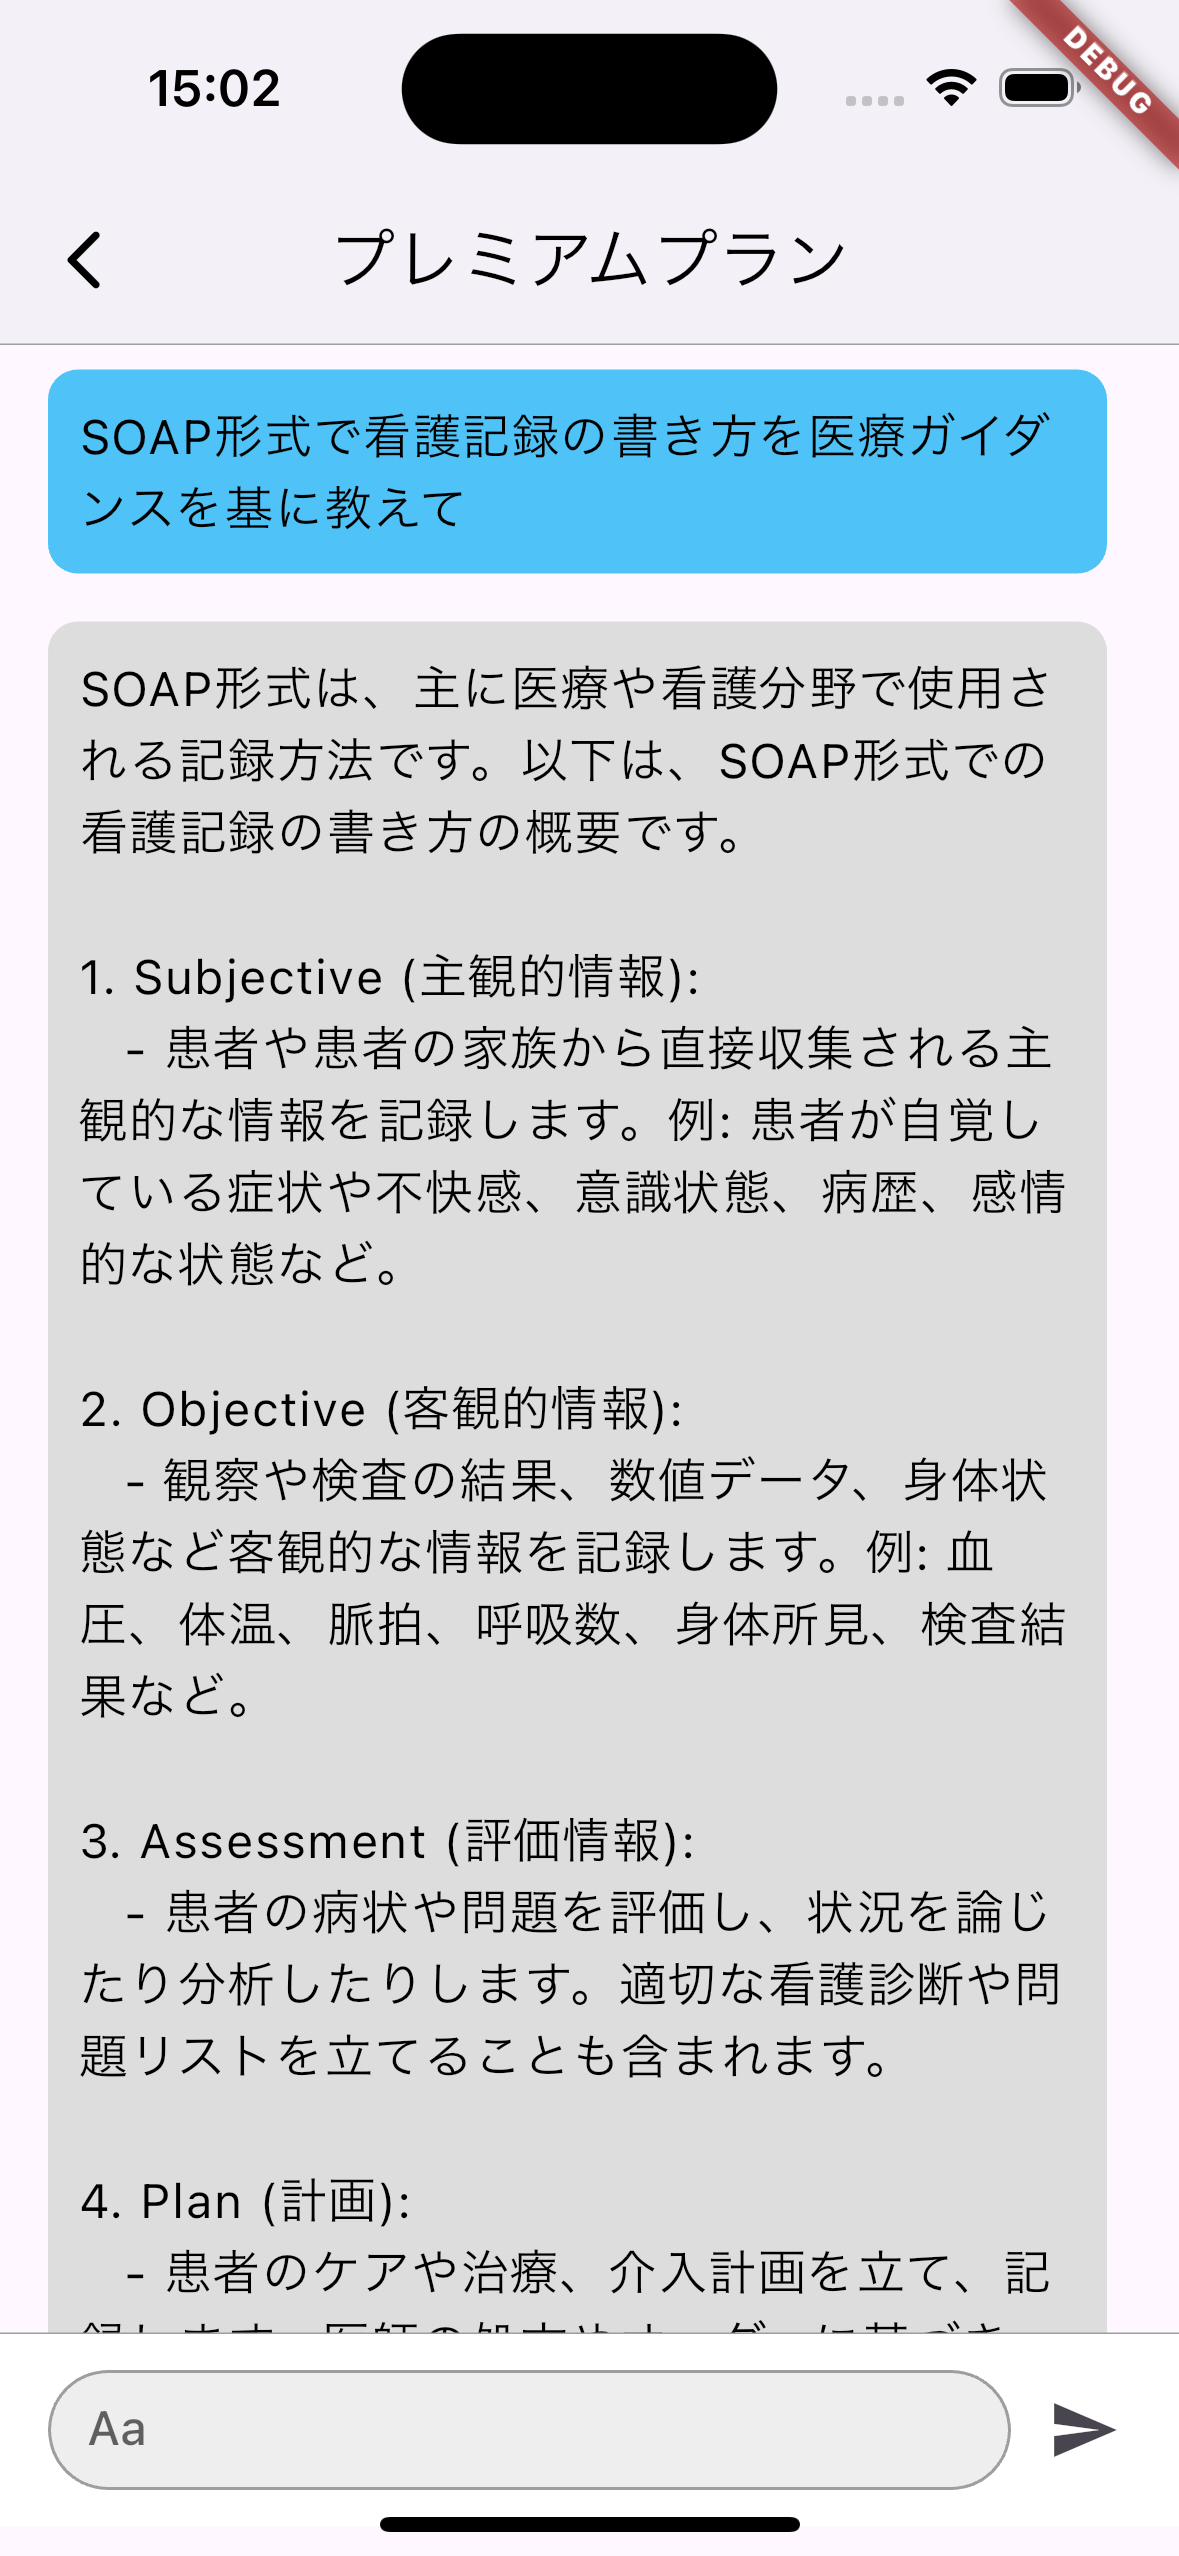 15:02
DEBUG
プレミアムプラン
SOAP形式で看護記録の書き方を医療ガイダ
ンスを基に教えて
SOAP形式は、主に医療や看護分野で使用さ
れる記録方法です。以下は、SOAP形式での
看護記録の書き方の概要です。
1. Subjective (主観的情報):
- 患者や患者の家族から直接収集される主
観的な情報を記録します。例: 患者が自覚し
ている症状や不快感、意識状態、病歴、感情
的な状態など。
2. Objective (客観的情報):
- 観察や検査の結果、数値データ、身体状
態など客観的な情報を記録します。例: 血
圧、体温、脈拍、呼吸数、身体所見、検査結
果など。
3. Assessment (評価情報):
- 患者の病状や問題を評価し、状況を論じ
たり分析したりします。適切な看護診断や問
題リストを立てることも含まれます。
4. Plan (計画):
- 患者のケアや治療、介入計画を立て、記
Aa